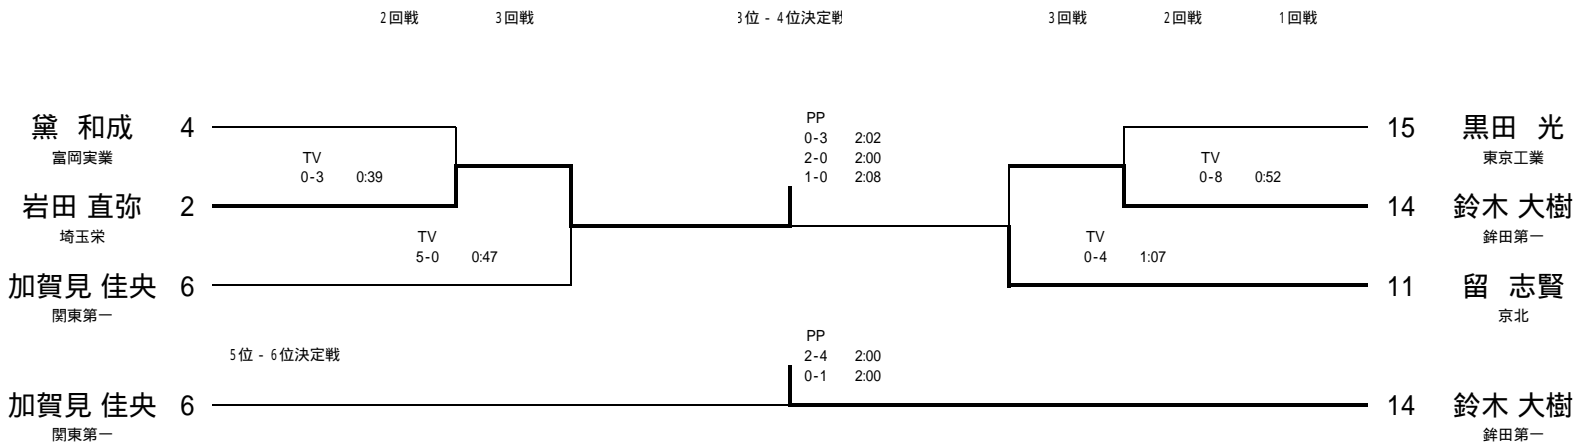 2回戦 3回戦 3位 - 4位決定戦 3回戦 2回戦 1回戦
黛 和成 4
富岡実業
TV
0-3 0:39
岩田 直弥 2
埼玉栄
TV
5-0 0:47
加賀見 佳央 6
関東第一
PP
0-3 2:02
2-0 2:00
1-0 2:08
15 黒田 光
東京工業
TV
0-8 0:52
14 鈴木 大樹
鉾田第一
TV
0-4 1:07
11 留 志賢
京北
5位 - 6位決定戦
PP
2-4 2:00
0-1 2:00
加賀見 佳央 6
関東第一
14 鈴木 大樹
鉾田第一